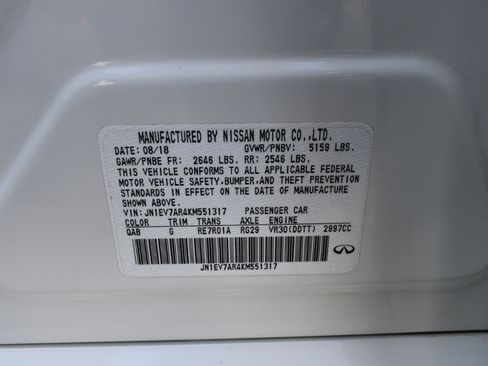 MANUFACTURED BY NISSAN MOTOR CO.,LTD.
DATE: 08/18 GVWR/PNBV: 5159 LBS.
GAWR/PNBE FR: 2646 LBS. RR: 2546 LBS.
THIS VEHICLE CONFORMS TO ALL APPLICABLE FEDERAL
MOTOR VEHICLE SAFETY, BUMPER, AND THEFT PREVENTION
STANDARDS IN EFFECT ON THE DATE OF MANUFACTURE
SHOWN ABOVE.
VIN: JN1EV7AR4KM551317 PASSENGER CAR
COLOR TRIM TRANS AXLE ENGINE
QAB G RE7R01A RG29 VR30(DDTT) 2997CC
JN1EV7AR4KM551317
INFINITI